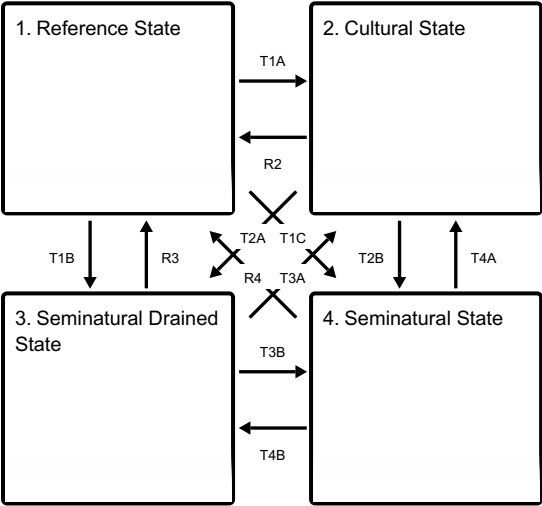 1. Reference State
2. Cultural State
T1A
R2
T2A
T1C
T1B
R3
T2B
T4A
R4
T3A
3. Seminatural Drained
State
4. Seminatural State
T3B
T4B